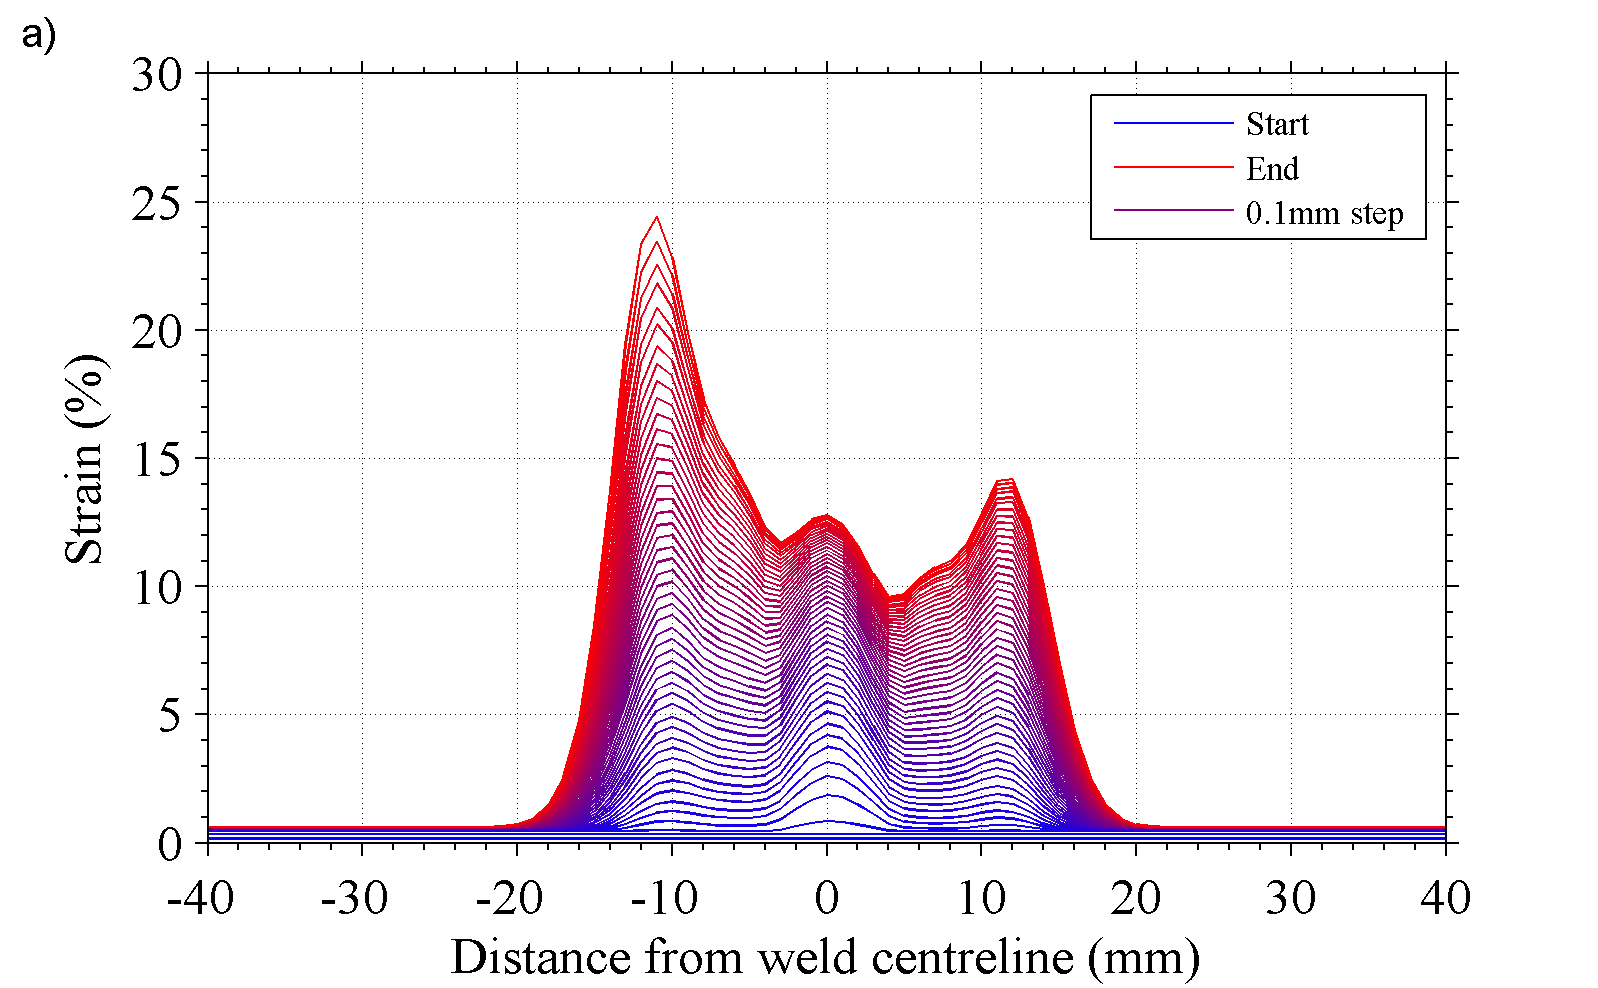 a)
30
25
20
15
10
5
0
Strain (%)
-40 -30 -20 -10 0 10 20 30 40
Distance from weld centreline (mm)
Start
End
0.1mm step